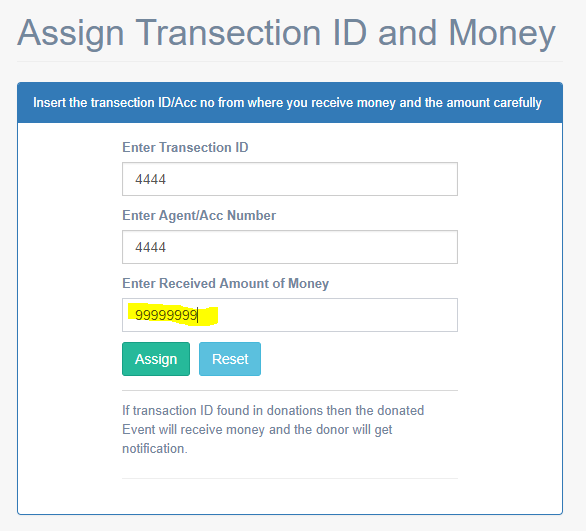 Assign Transection ID and Money
Insert the transection ID/Acc no from where you receive money and the amount carefully
Enter Transection ID
4444
Enter Agent/Acc Number
4444
Enter Received Amount of Money
99999999
Assign Reset
If transaction ID found in donations then the donated
Event will receive money and the donor will get
notification.